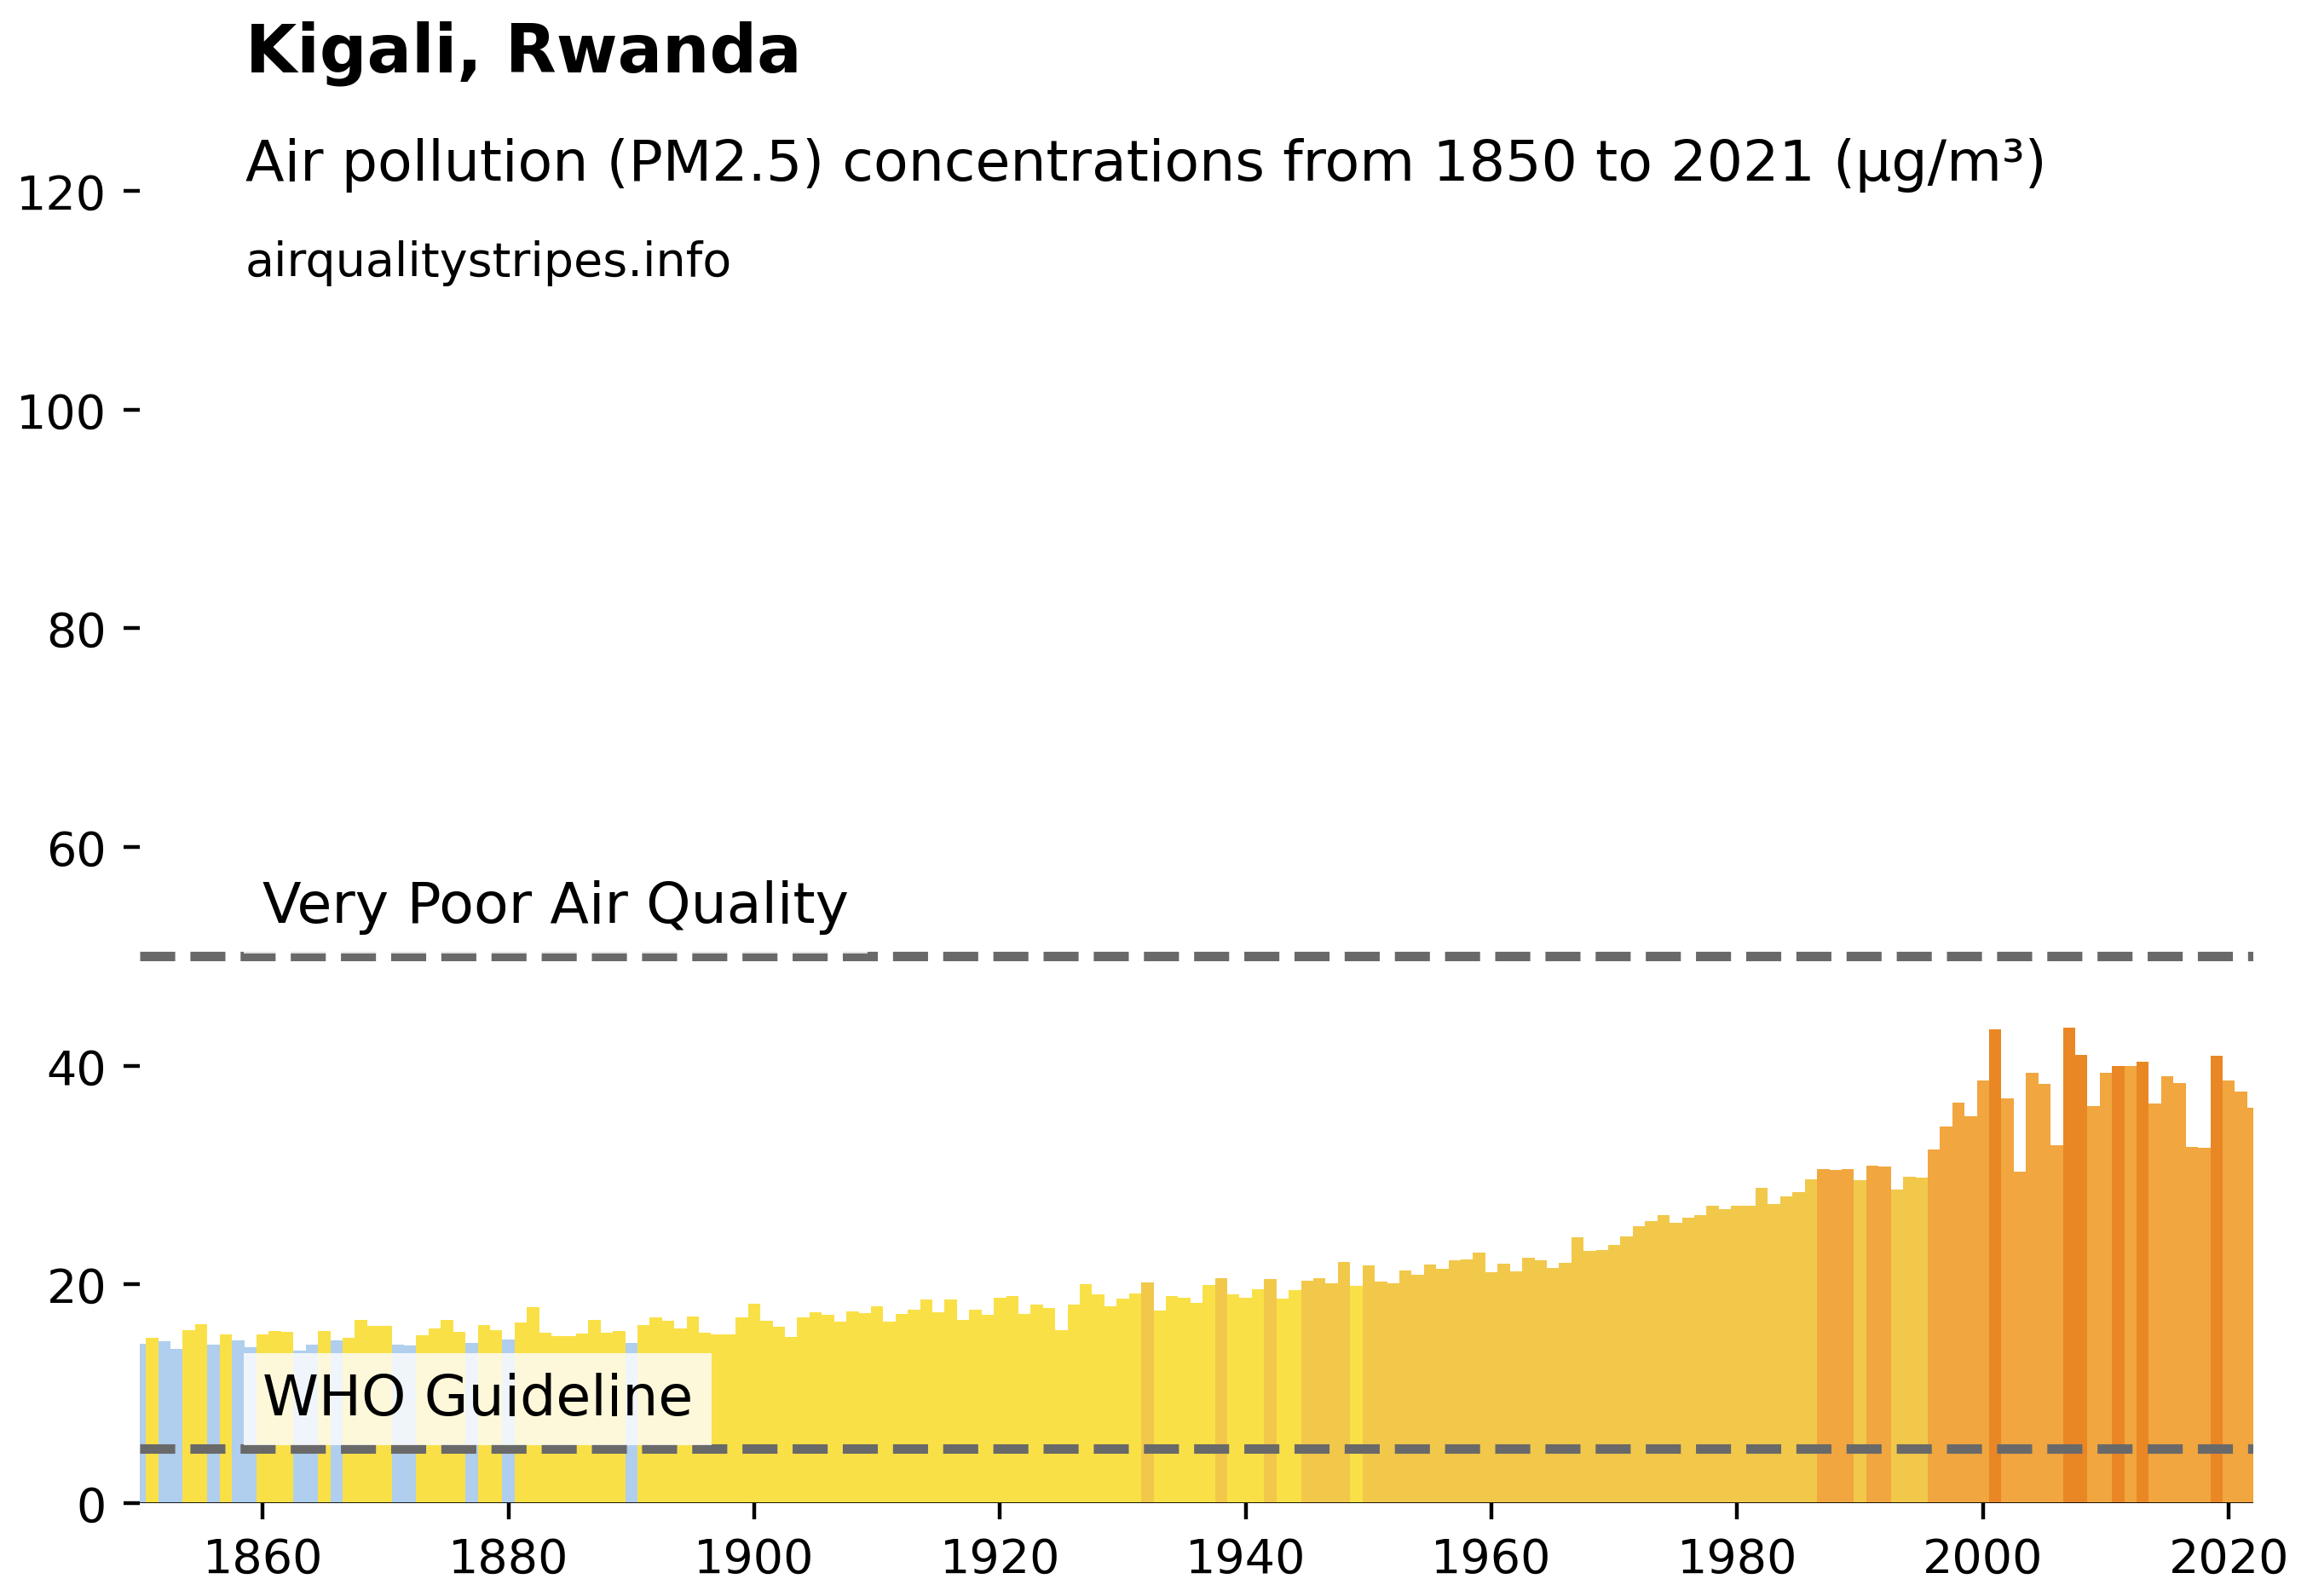 Kigali, Rwanda
Air pollution (PM2.5) concentrations from 1850 to 2021 (µg/m³)
airqualitystripes.info
120
100
80
60
Very Poor Air Quality
40
20
WHO Guideline
0
1860 1880 1900 1920 1940 1960 1980 2000 2020